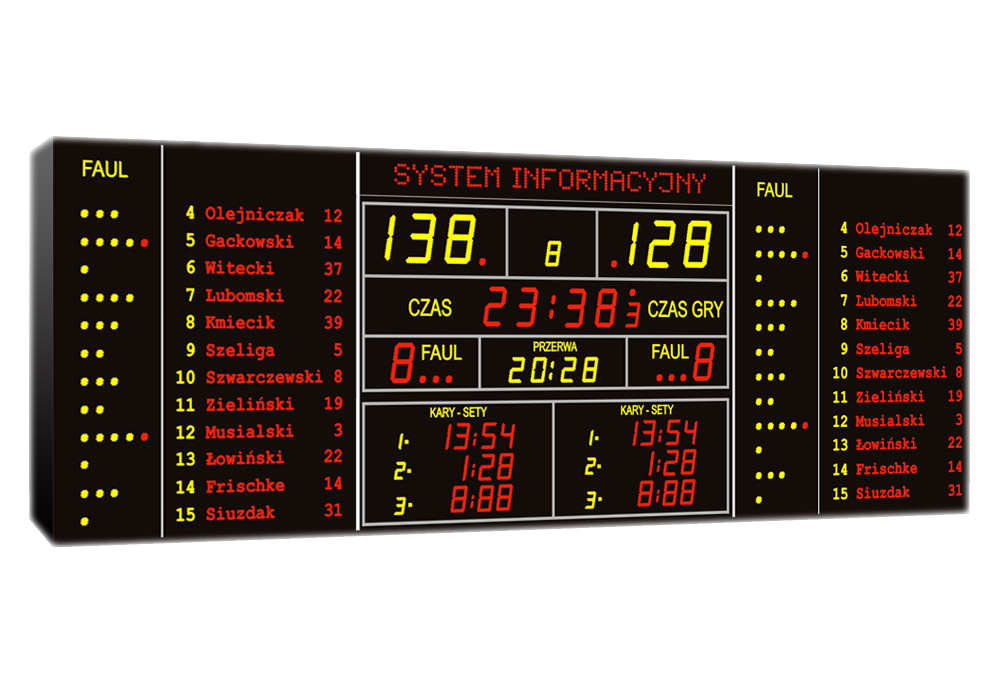 FAUL
4 Olejniczak 12
5 Gackowski 14
6 Witecki 37
7 Lubomski 22
8 Kmiecik 39
9 Szeliga 5
10 Szwarczewski 8
11 Zieliński 19
12 Musialski 3
13 Łowiński 22
14 Frischke 14
15 Siuzdak 31
SYSTEM INFORMACYJNY
138. 8 .128
CZAS 23:38 3 CZAS GRY
8 FAUL ... PRZERWA 20:28 FAUL ...8
KARY - SETY
1. 13:54
2. 1:28
3. 8:88
KARY - SETY
1. 13:54
2. 1:28
3. 8:88
FAUL
4 Olejniczak 12
5 Gackowski 14
6 Witecki 37
7 Lubomski 22
8 Kmiecik 39
9 Szeliga 5
10 Szwarczewski 8
11 Zieliński 19
12 Musialski 3
13 Łowiński 22
14 Frischke 14
15 Siuzdak 31